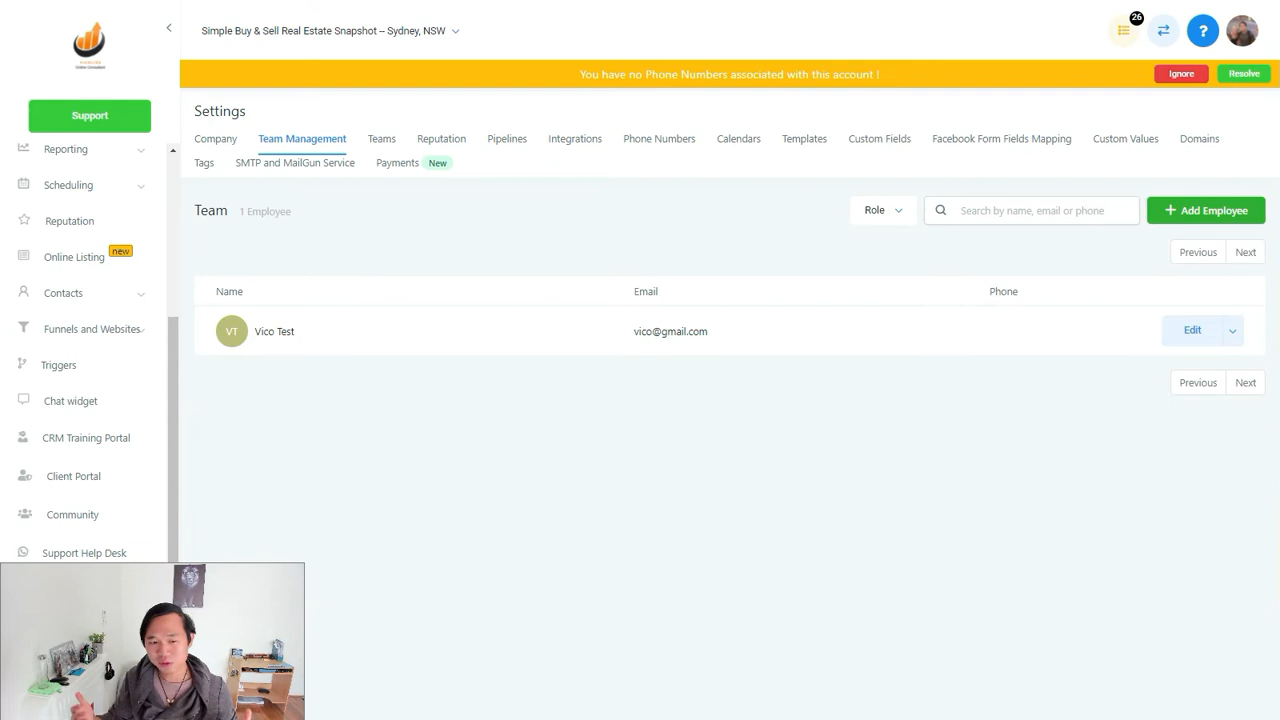 Simple Buy & Sell Real Estate Snapshot -- Sydney, NSW
26
?
You have no Phone Numbers associated with this account !
Ignore
Resolve
Support
Reporting
Scheduling
Reputation
Online Listing new
Contacts
Funnels and Websites
Triggers
Chat widget
CRM Training Portal
Client Portal
Community
Support Help Desk
Settings
Company Team Management Teams Reputation Pipelines Integrations Phone Numbers Calendars Templates Custom Fields Facebook Form Fields Mapping Custom Values Domains
Tags SMTP and MailGun Service Payments New
Team 1 Employee
Role
Search by name, email or phone
+ Add Employee
Previous Next
Name Email Phone
VT Vico Test vico@gmail.com Edit
Previous Next